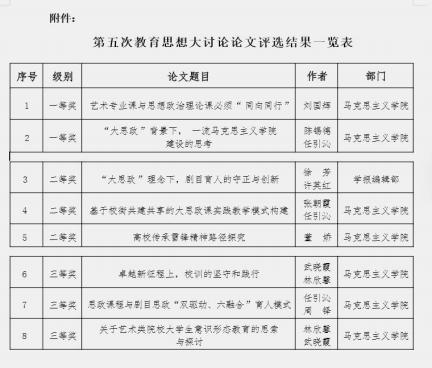 附件：
第五次教育思想大讨论论文评选结果一览表
序号 级别 论文题目 作者 部门
1 一等奖 艺术专业课与思想政治理论课必须“同向同行” 刘国辉 马克思主义学院
2 一等奖 “大思政”背景下，一流马克思主义学院 陈锡德 马克思主义学院
建设的思考 任引沁
3 二等奖 “大思政”理念下，剧目育人的守正与创新 徐 芳 学报编辑部
许英红
4 二等奖 基于校街共建共享的大思政课实践教学模式构建 张朝霞 马克思主义学院
任引沁
5 二等奖 高校传承雷锋精神路径探究 董 娇 马克思主义学院
6 三等奖 卓越新征程上，校训的坚守和践行 武晓霞 马克思主义学院
林欣馨
7 三等奖 思政课程与剧目思政“双驱动、六融合”育人模式 任引沁 马克思主义学院
周 铎
8 三等奖 关于艺术类院校大学生意识形态教育的思索 林欣馨 马克思主义学院
与探讨 武晓霞